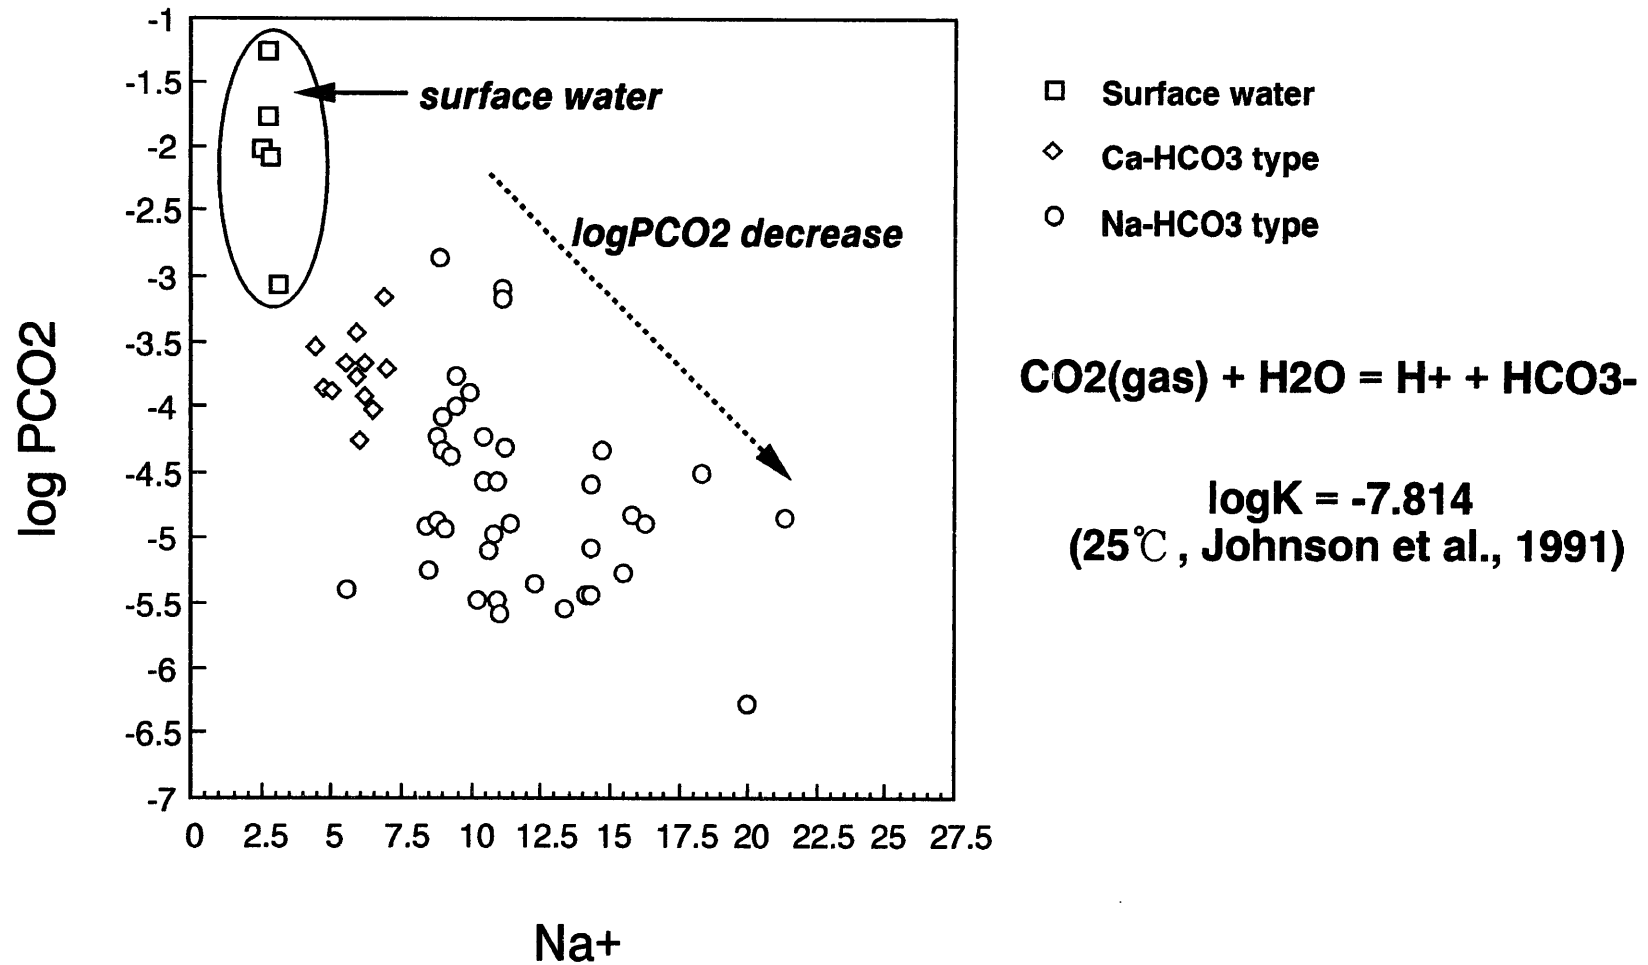 log PCO2
-1
-1.5
-2
-2.5
-3
-3.5
-4
-4.5
-5
-5.5
-6
-6.5
-7
surface water
logPCO2 decrease
0 2.5 5 7.5 10 12.5 15 17.5 20 22.5 25 27.5
Na+
Surface water
Ca-HCO3 type
Na-HCO3 type
CO2(gas) + H2O = H+ + HCO3-
logK = -7.814
(25℃, Johnson et al., 1991)